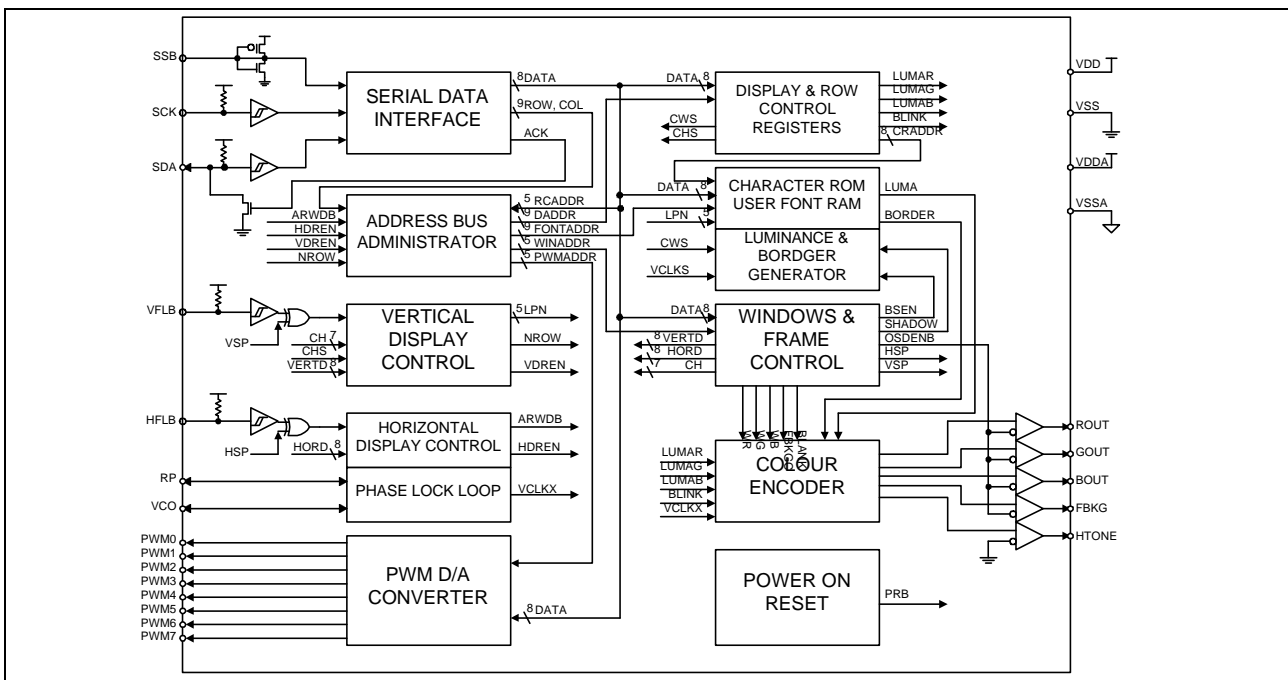 SSB
SCK
SDA
SERIAL DATA
INTERFACE
8 DATA
9 ROW, COL
ACK
ARWDB
HDREN
VDREN
NROW
ADDRESS BUS
ADMINISTRATOR
5 RCADDR
9 DADDR
9 FONTADDR
6 WINADDR
5 PWMADDR
VFLB
VSP
CH 7
CHS
VERTD 8
VERTICAL
DISPLAY
CONTROL
5 LPN
NROW
VDREN
HFLB
HSP
HORD 8
HORIZONTAL
DISPLAY CONTROL
ARWDB
HDREN
RP
VCO
PHASE LOCK LOOP
VCLKX
PWM0
PWM1
PWM2
PWM3
PWM4
PWM5
PWM6
PWM7
PWM D/A
CONVERTER
8 DATA
DATA 8
CWS
CHS
DISPLAY & ROW
CONTROL
REGISTERS
LUMAR
LUMAG
LUMAB
BLINK
8 CRADDR
DATA 8
LPN 5
CWS
VCLKS
CHARACTER ROM
USER FONT RAM
LUMINANCE &
BORDGER
GENERATOR
LUMA
BORDER
DATA 8
8 VERTD
8 HORD
7 CH
WINDOWS &
FRAME
CONTROL
BSEN
SHADOW
OSDENB
HSP
VSP
WR
WG
WB
FBKGC
BLANK
LUMAR
LUMAG
LUMAB
BLINK
VCLKX
COLOUR
ENCODER
POWER ON
RESET
PRB
VDD
VSS
VDDA
VSSA
ROUT
GOUT
BOUT
FBKG
HTONE